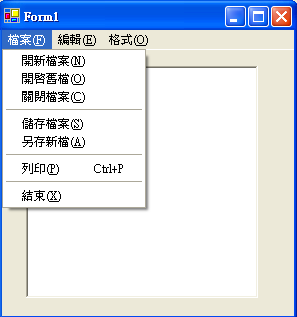 Form1
檔案(F) 編輯(E) 格式(O)
開新檔案(N)
開啓舊檔(O)
關閉檔案(C)
儲存檔案(S)
另存新檔(A)
列印(P) Ctrl+P
結束(X)